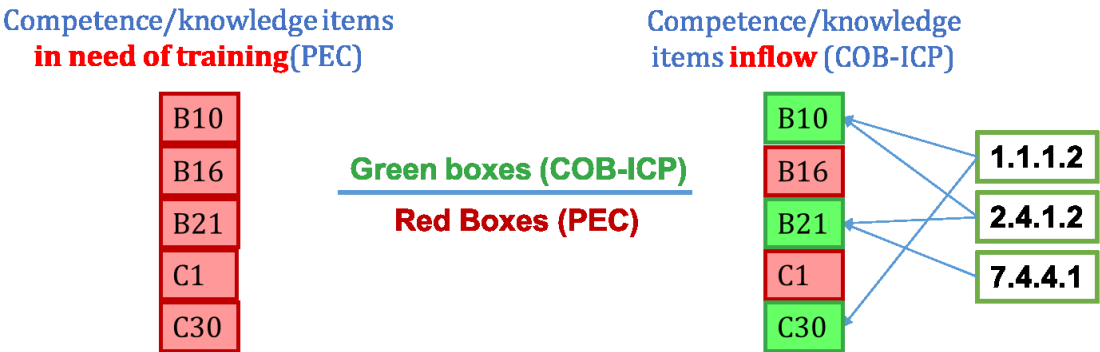 Competence/knowledge items
in need of training(PEC)
B10
B16
B21
C1
C30
Green boxes (COB-ICP)
Red Boxes (PEC)
Competence/knowledge
items inflow (COB-ICP)
B10
B16
B21
C1
C30
1.1.1.2
2.4.1.2
7.4.4.1